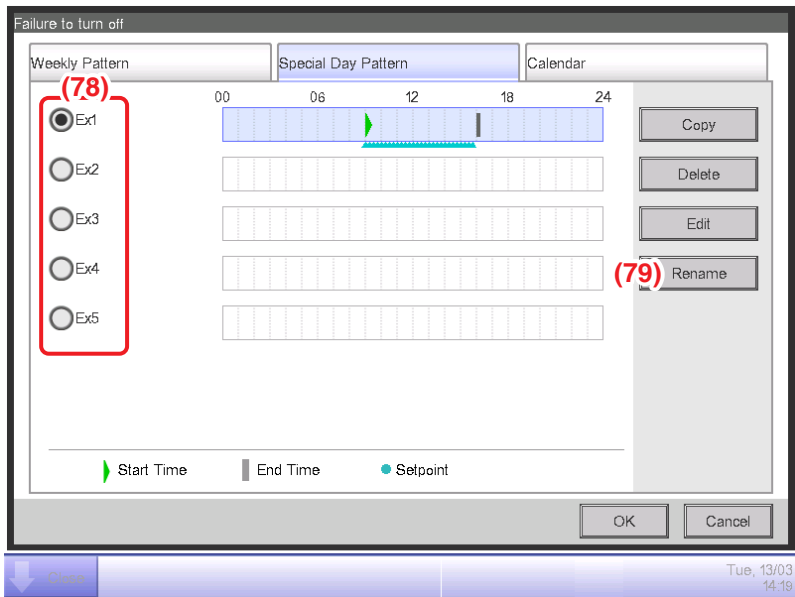 Failure to turn off
Weekly Pattern Special Day Pattern Calendar
(78)
00 06 12 18 24
Ex1 Copy
Ex2 Delete
Ex3 Edit
Ex4 (79) Rename
Ex5
Start Time End Time Setpoint
OK Cancel
Close Tue, 13/03
14:19